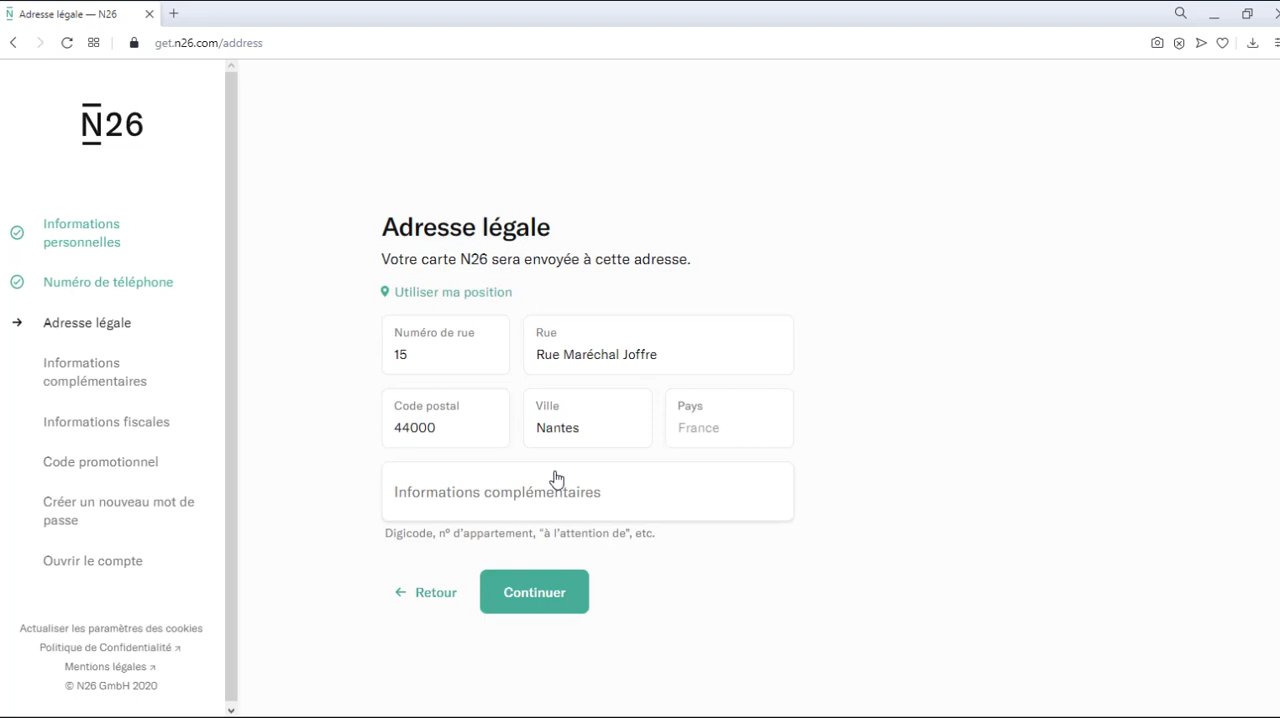 Adresse légale — N26
get.n26.com/address
N26
Informations
personnelles
Numéro de téléphone
Adresse légale
Informations
complémentaires
Informations fiscales
Code promotionnel
Créer un nouveau mot de
passe
Ouvrir le compte
Actualiser les paramètres des cookies
Politique de Confidentialité
Mentions légales
© N26 GmbH 2020
Adresse légale
Votre carte N26 sera envoyée à cette adresse.
Utiliser ma position
Numéro de rue
15
Rue
Rue Maréchal Joffre
Code postal
44000
Ville
Nantes
Pays
France
Informations complémentaires
Digicode, nº d’appartement, “à l’attention de”, etc.
Retour
Continuer